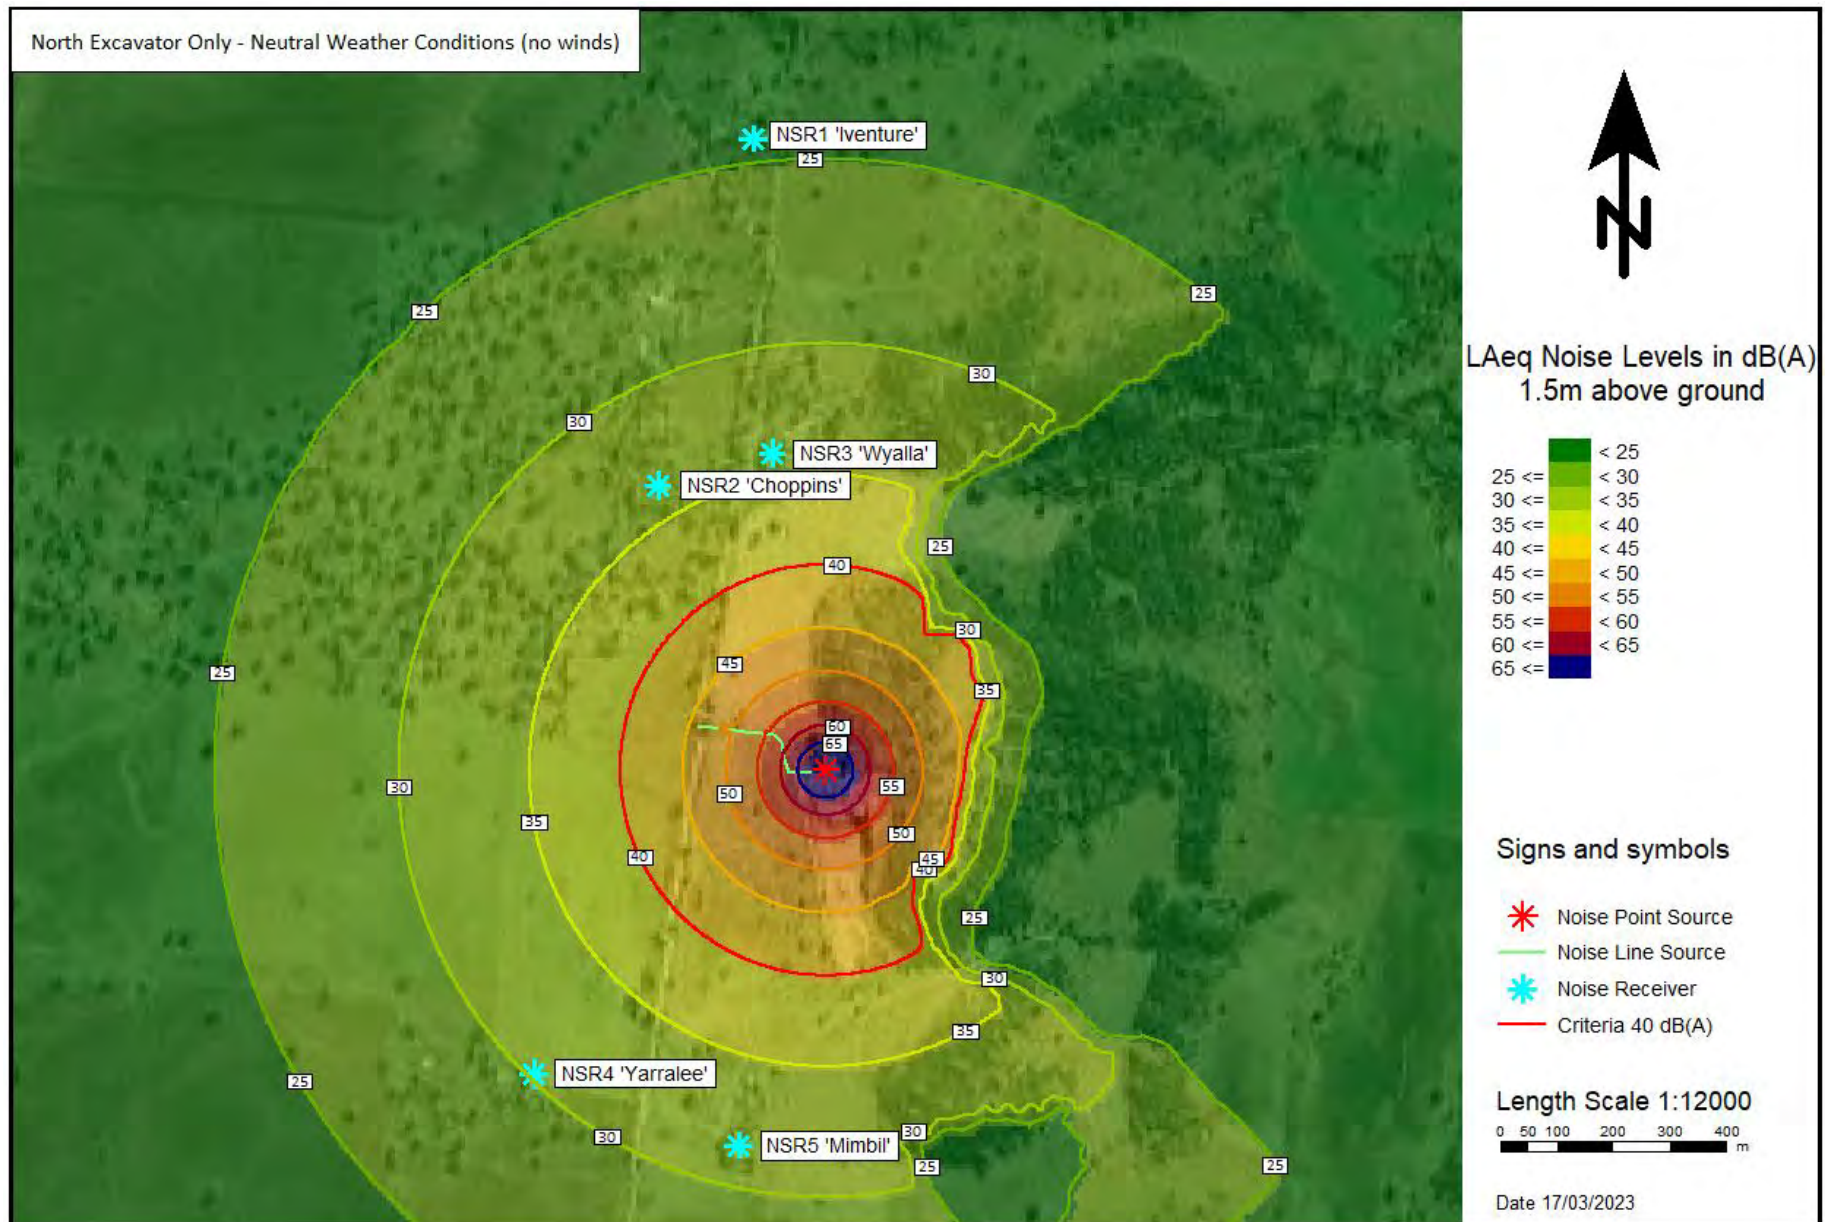 North Excavator Only - Neutral Weather Conditions (no winds)
NSR1 'Iventure'
25
25
25
30
30
NSR3 'Wyalla'
NSR2 'Choppins'
25
40
30
45
25
35
60
65
30
50
55
35
50
40
45
40
25
30
35
NSR4 'Yarralee'
25
30
NSR5 'Mimbil'
30
25
25
N
LAeq Noise Levels in dB(A)
1.5m above ground
< 25
25 <= < 30
30 <= < 35
35 <= < 40
40 <= < 45
45 <= < 50
50 <= < 55
55 <= < 60
60 <= < 65
65 <=
Signs and symbols
Noise Point Source
Noise Line Source
Noise Receiver
Criteria 40 dB(A)
Length Scale 1:12000
0 50 100 200 300 400
m
Date 17/03/2023